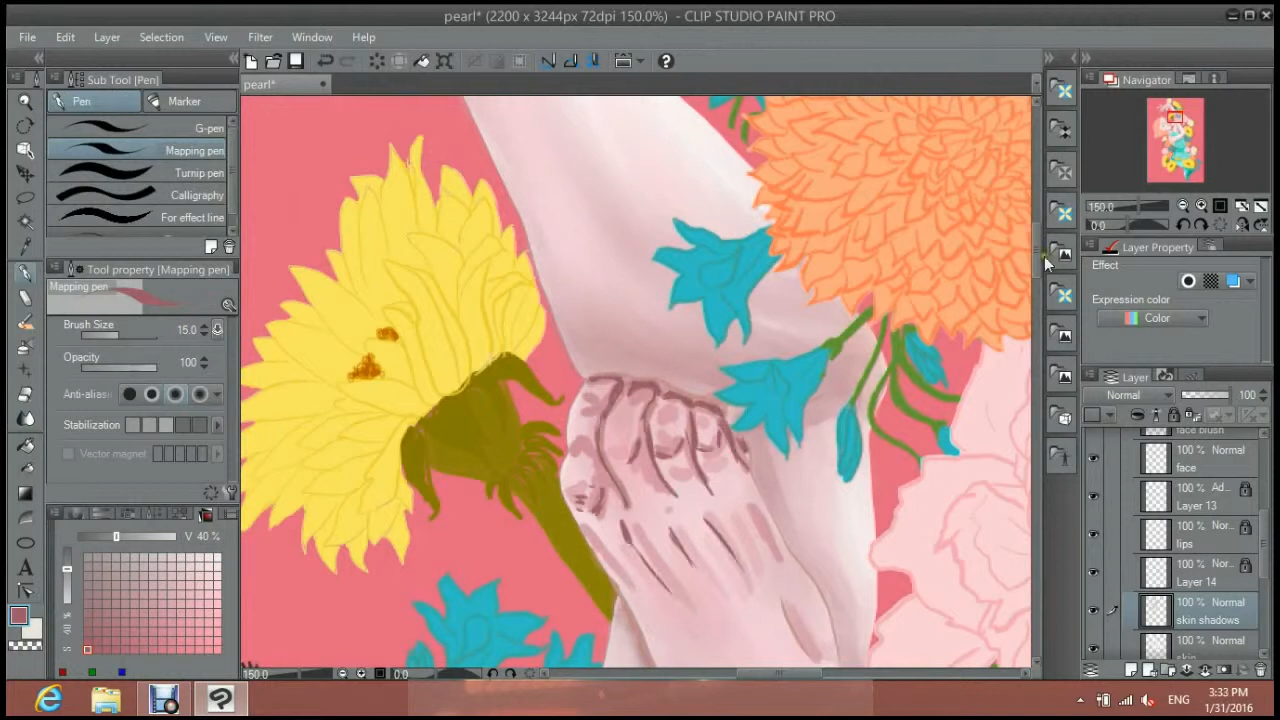 pearl* (2200 x 3244px 72dpi 150.0%) - CLIP STUDIO PAINT PRO
File Edit Layer Selection View Filter Window Help
Sub Tool [Pen]
Pen Marker
G-pen
Mapping pen
Turnip pen
Calligraphy
For effect line
Tool property [Mapping pen]
Mapping pen
Brush Size 15.0
Opacity 100
Anti-alias
Stabilization
Vector magnet
V 40 %
pearl*
150.0 0.0
Navigator
150.0
0.0
Layer Property
Effect
Expression color
Color
Layer
Normal 100
face blush
100 % Normal
face
100 % Ad..
Layer 13
100 % Nor..
lips
100 % Nor..
Layer 14
100 % Normal
skin shadows
100 % Normal
skin
ENG
3:33 PM
1/31/2016